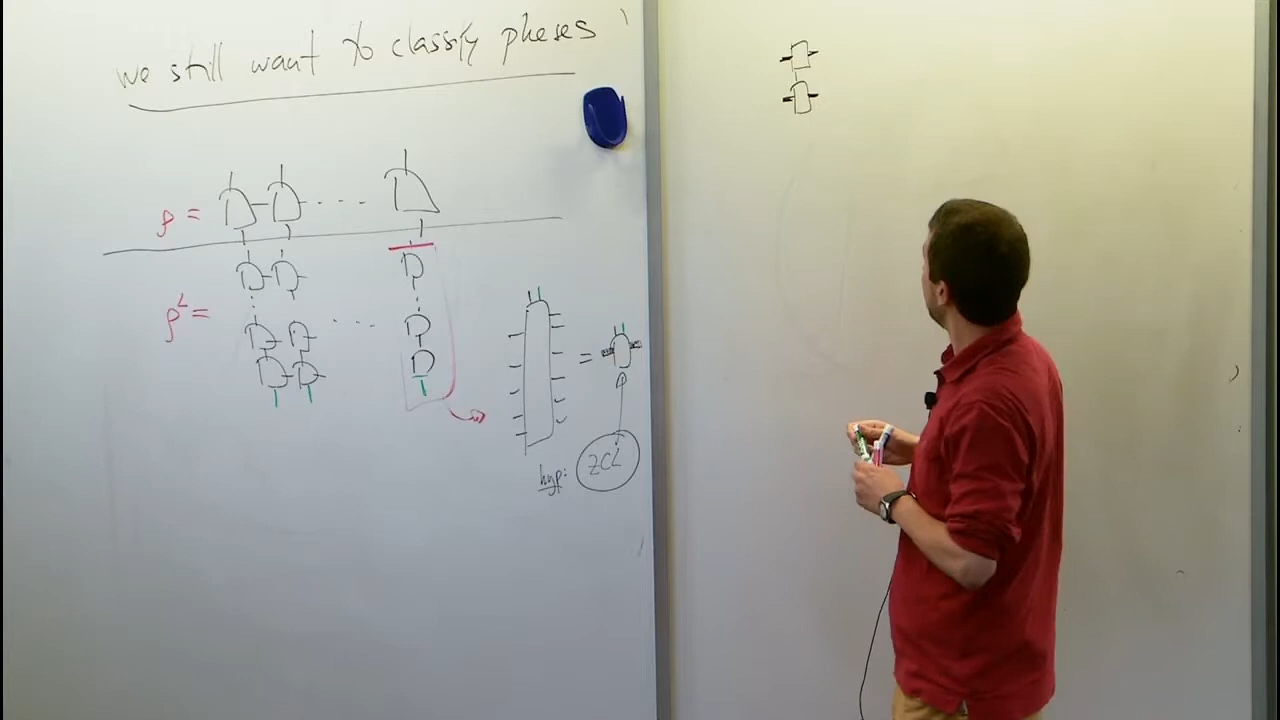 we still want to classify phases
ρ =
. . . .
ρ^L =
. . .
=
hyp: ZCL